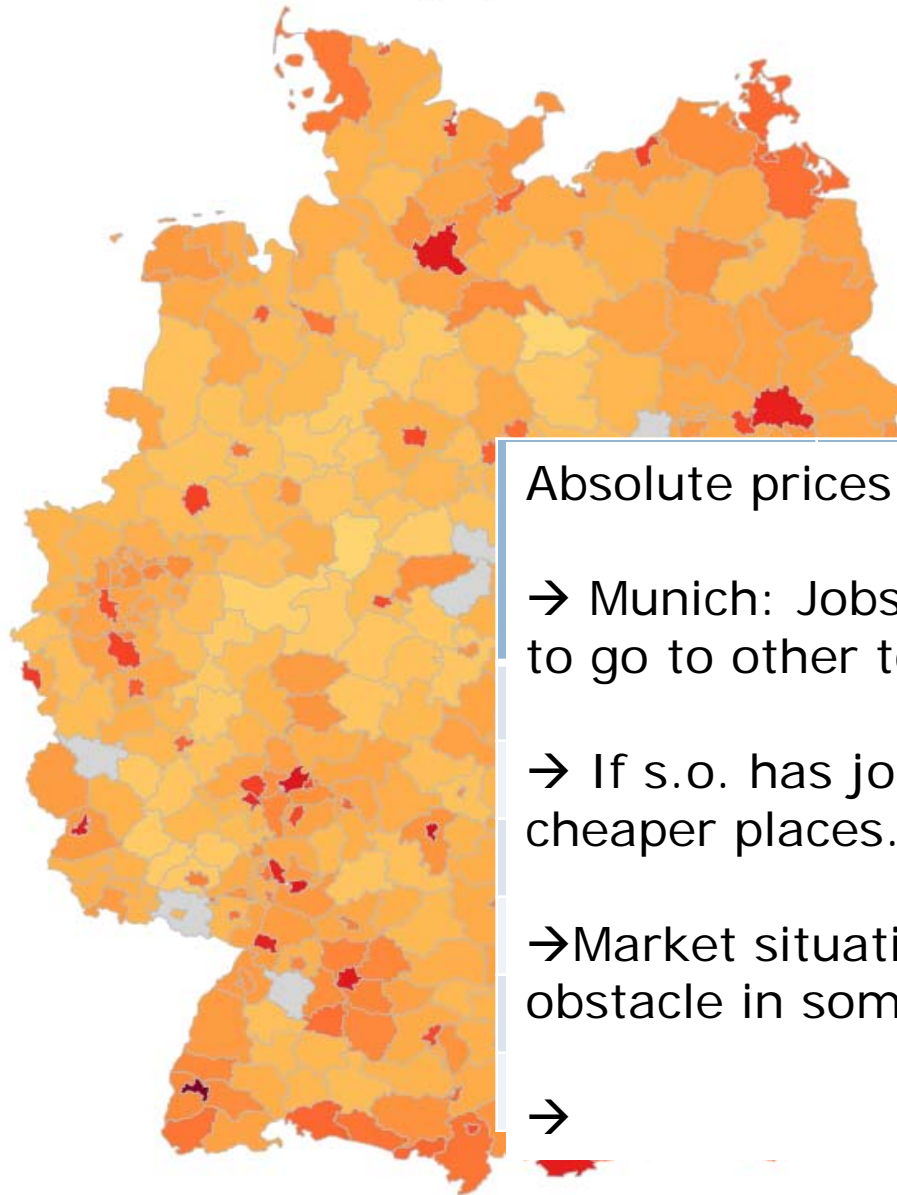 Absolute prices
→ Munich: Jobs
to go to other t
→ If s.o. has jo
cheaper places.
→Market situati
obstacle in som
→